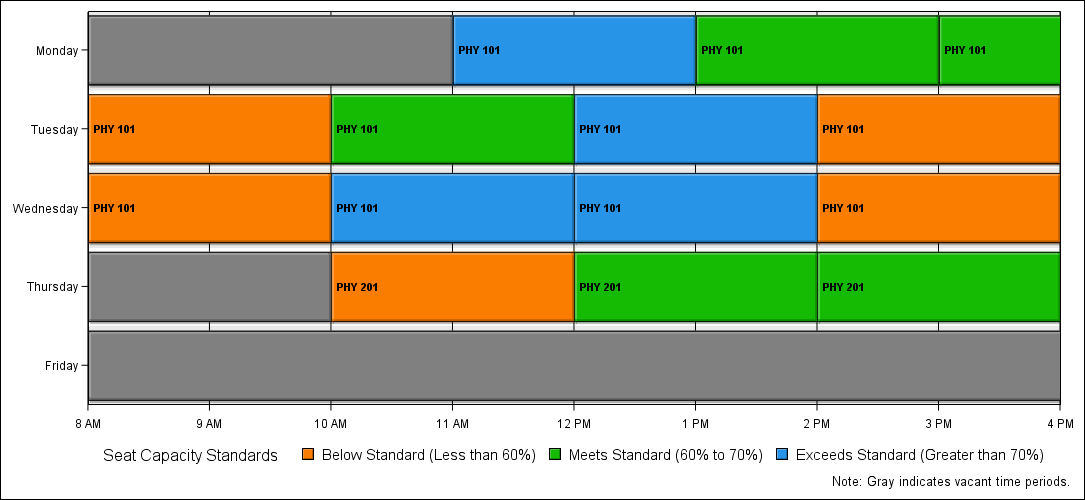 Monday PHY 101 PHY 101 PHY 101
Tuesday PHY 101 PHY 101 PHY 101 PHY 101
Wednesday PHY 101 PHY 101 PHY 101 PHY 101
Thursday PHY 201 PHY 201 PHY 201
Friday
8 AM 9 AM 10 AM 11 AM 12 PM 1 PM 2 PM 3 PM 4 PM
Seat Capacity Standards Below Standard (Less than 60%) Meets Standard (60% to 70%) Exceeds Standard (Greater than 70%)
Note: Gray indicates vacant time periods.